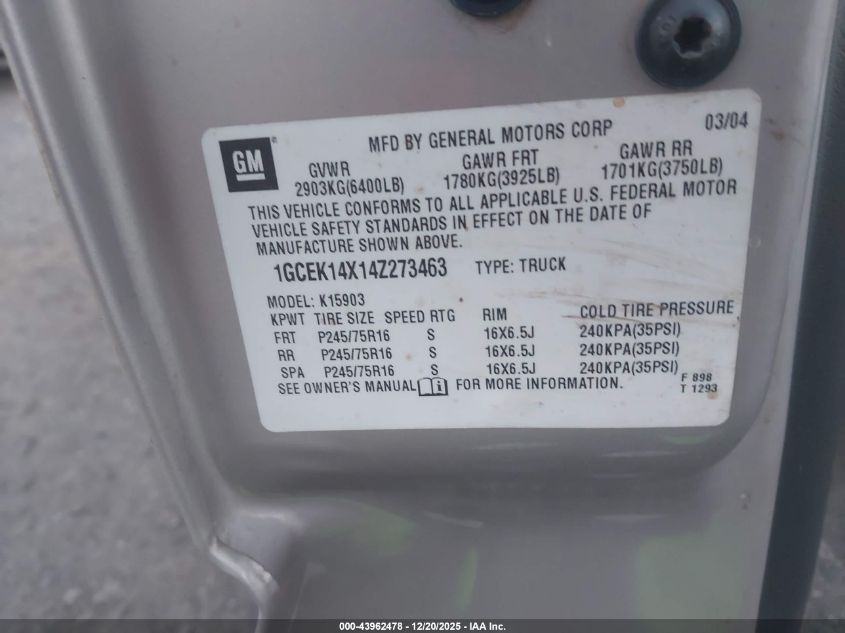 MFD BY GENERAL MOTORS CORP 03/04
GM
GVWR GAWR FRT GAWR RR
2903KG(6400LB) 1780KG(3925LB) 1701KG(3750LB)
THIS VEHICLE CONFORMS TO ALL APPLICABLE U.S. FEDERAL MOTOR
VEHICLE SAFETY STANDARDS IN EFFECT ON THE DATE OF
MANUFACTURE SHOWN ABOVE.
1GCEK14X14Z273463 TYPE: TRUCK
MODEL: K15903
KPWT TIRE SIZE SPEED RTG RIM COLD TIRE PRESSURE
FRT P245/75R16 S 16X6.5J 240KPA(35PSI)
RR P245/75R16 S 16X6.5J 240KPA(35PSI)
SPA P245/75R16 S 16X6.5J 240KPA(35PSI)
SEE OWNER'S MANUAL FOR MORE INFORMATION.
F 898
T 1293
000-43962478 - 12/20/2025 - IAA Inc.